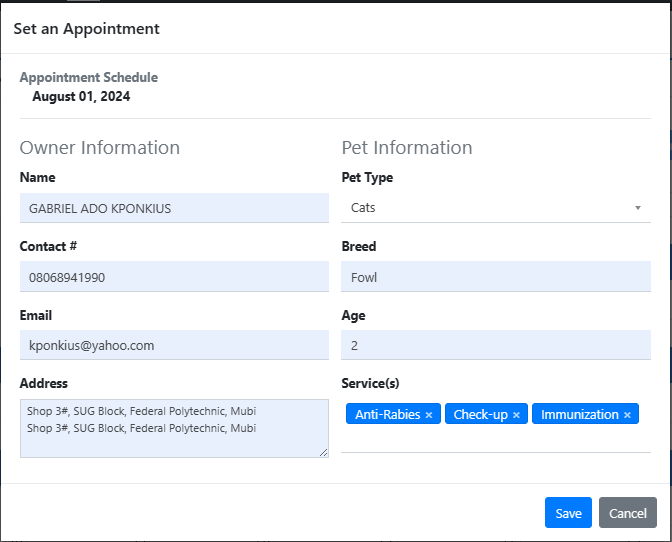 Set an Appointment
Appointment Schedule
August 01, 2024
Owner Information
Name
GABRIEL ADO KPONKIUS
Contact #
08068941990
Email
kponkius@yahoo.com
Address
Shop 3#, SUG Block, Federal Polytechnic, Mubi
Shop 3#, SUG Block, Federal Polytechnic, Mubi
Pet Information
Pet Type
Cats
Breed
Fowl
Age
2
Service(s)
Anti-Rabies × Check-up × Immunization ×
Save Cancel